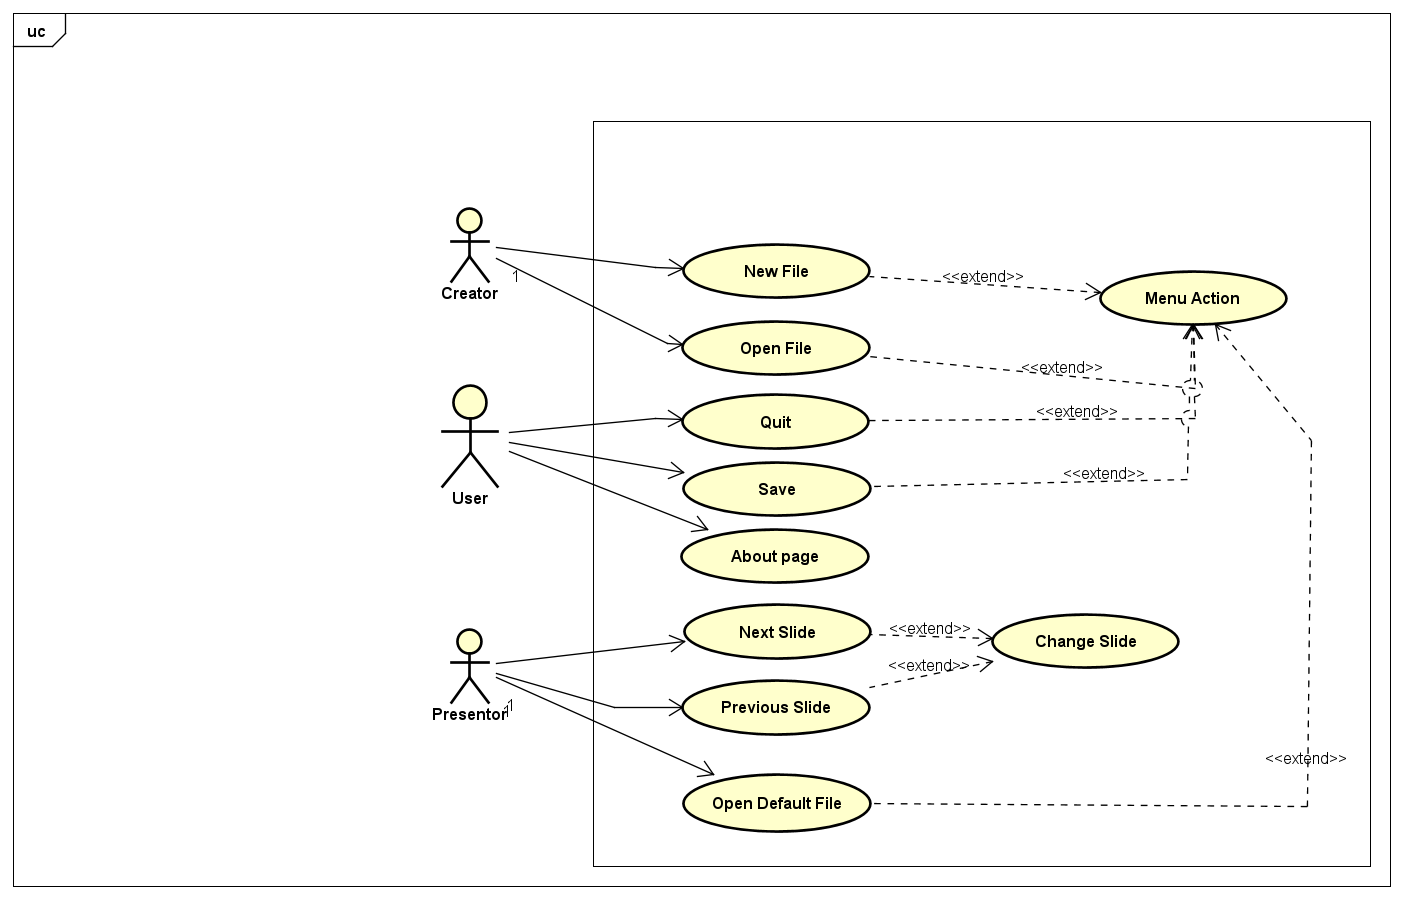 uc
Creator
1
New File
<<extend>>
Menu Action
Open File
<<extend>>
User
Quit
<<extend>>
Save
<<extend>>
About page
Presentor
1
1
Next Slide
<<extend>>
Change Slide
<<extend>>
Previous Slide
<<extend>>
Open Default File